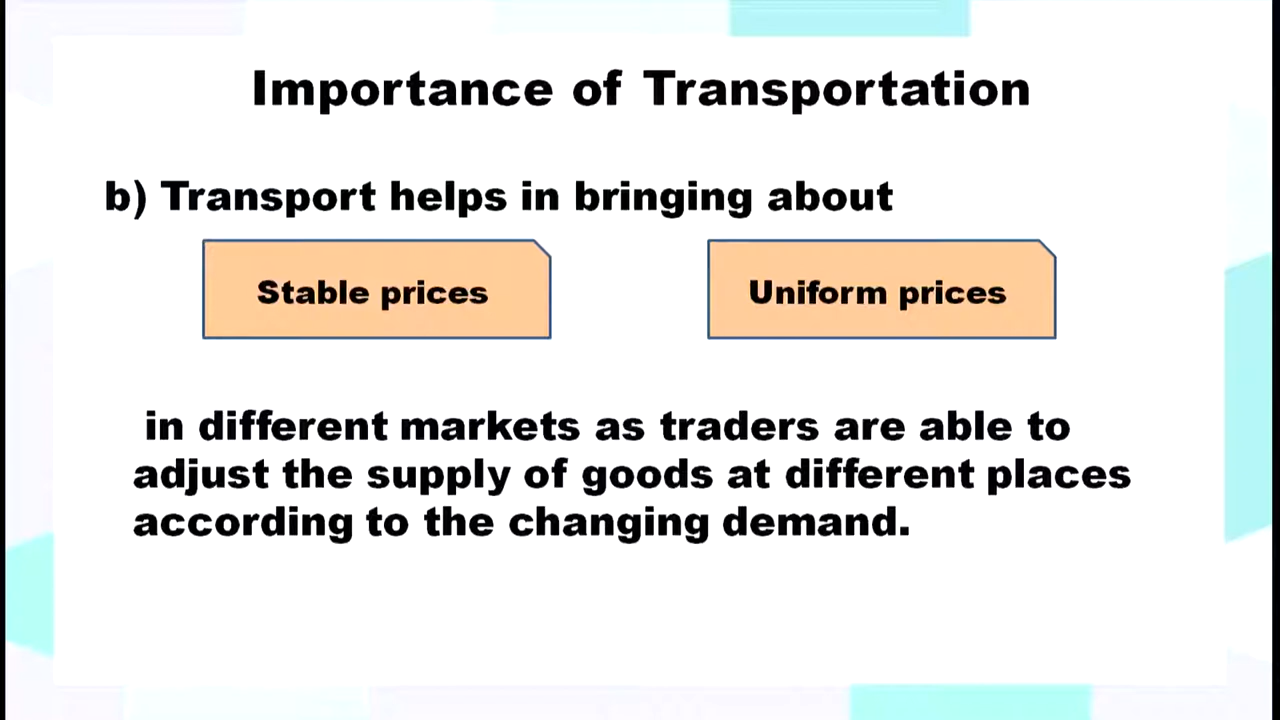 Importance of Transportation
b) Transport helps in bringing about
Stable prices
Uniform prices
in different markets as traders are able to
adjust the supply of goods at different places
according to the changing demand.